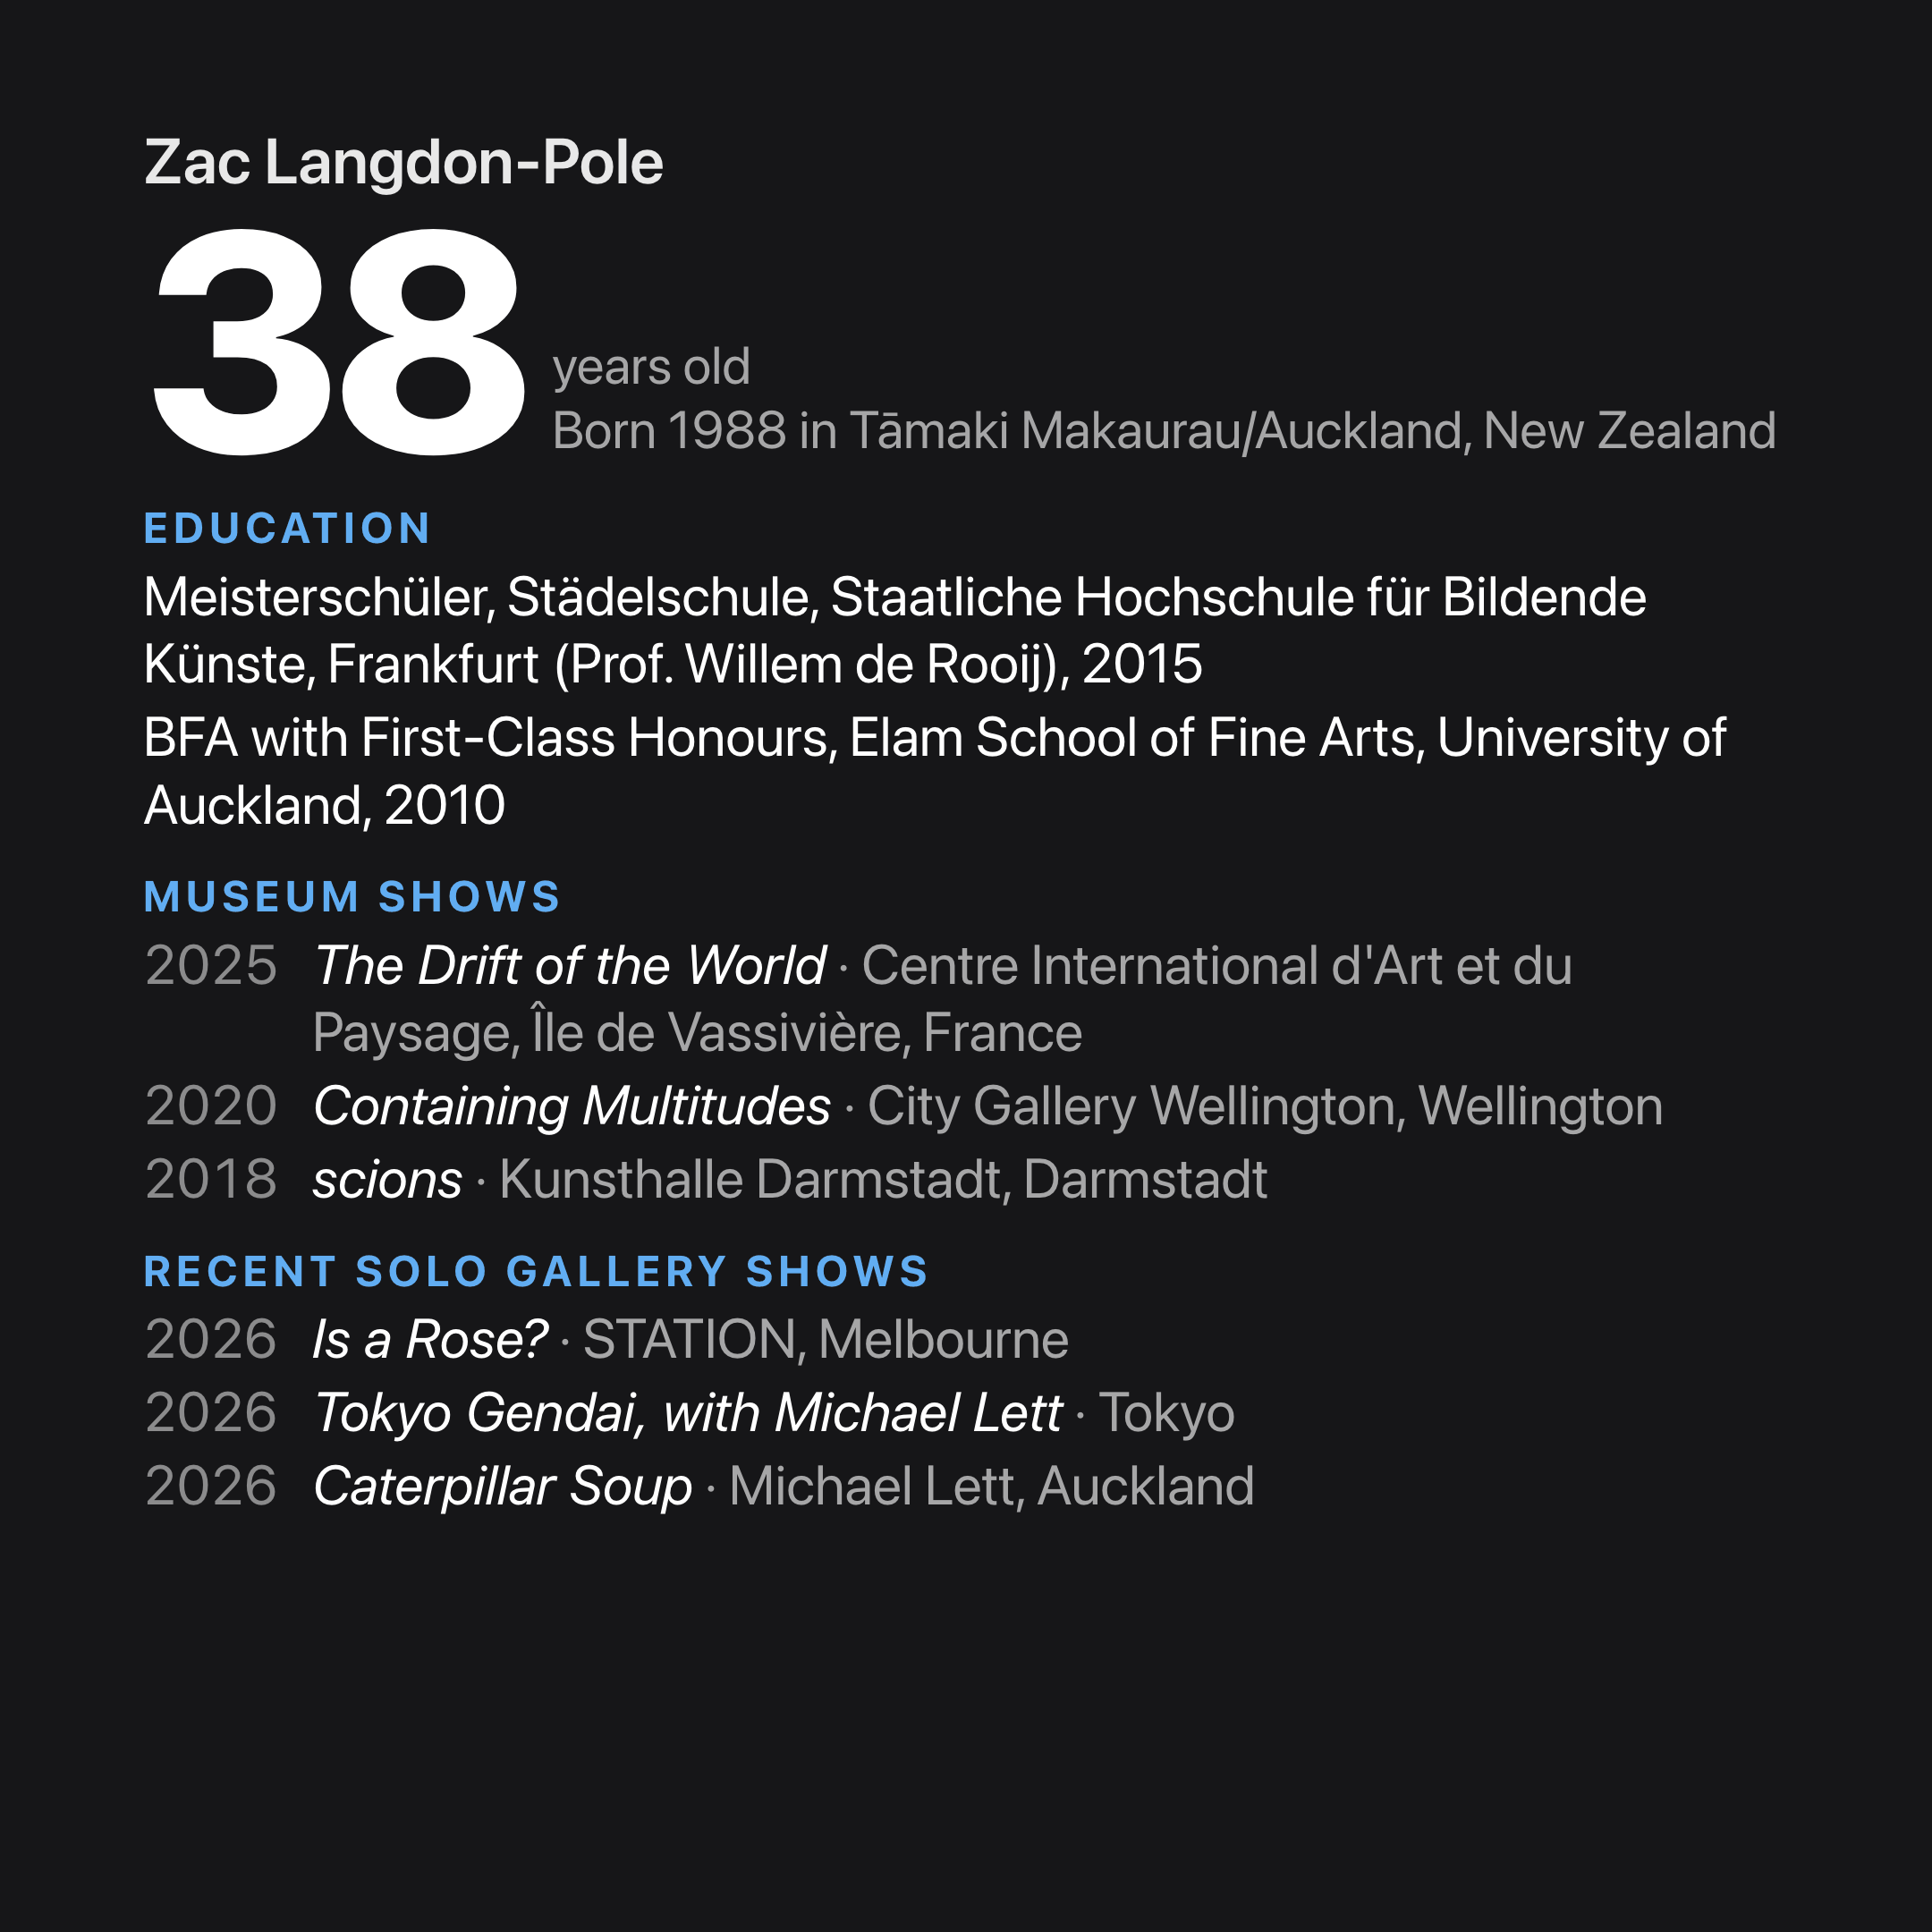 Zac Langdon-Pole
38
years old
Born 1988 in Tāmaki Makaurau/Auckland, New Zealand
EDUCATION
Meisterschüler, Städelschule, Staatliche Hochschule für Bildende
Künste, Frankfurt (Prof. Willem de Rooij), 2015
BFA with First-Class Honours, Elam School of Fine Arts, University of
Auckland, 2010
MUSEUM SHOWS
2025 The Drift of the World · Centre International d'Art et du
Paysage, Île de Vassivière, France
2020 Containing Multitudes · City Gallery Wellington, Wellington
2018 scions · Kunsthalle Darmstadt, Darmstadt
RECENT SOLO GALLERY SHOWS
2026 Is a Rose? · STATION, Melbourne
2026 Tokyo Gendai, with Michael Lett · Tokyo
2026 Caterpillar Soup · Michael Lett, Auckland